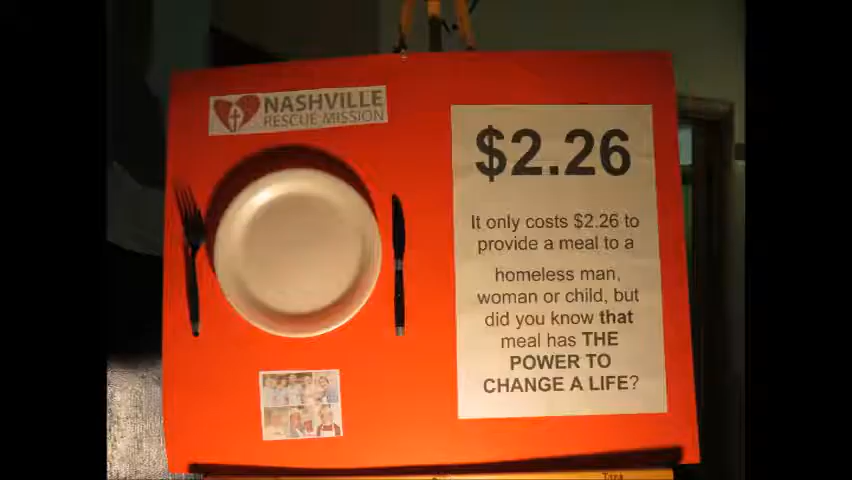 NASHVILLE
RESCUE MISSION
$2.26
It only costs $2.26 to
provide a meal to a
homeless man,
woman or child, but
did you know that
meal has THE
POWER TO
CHANGE A LIFE?